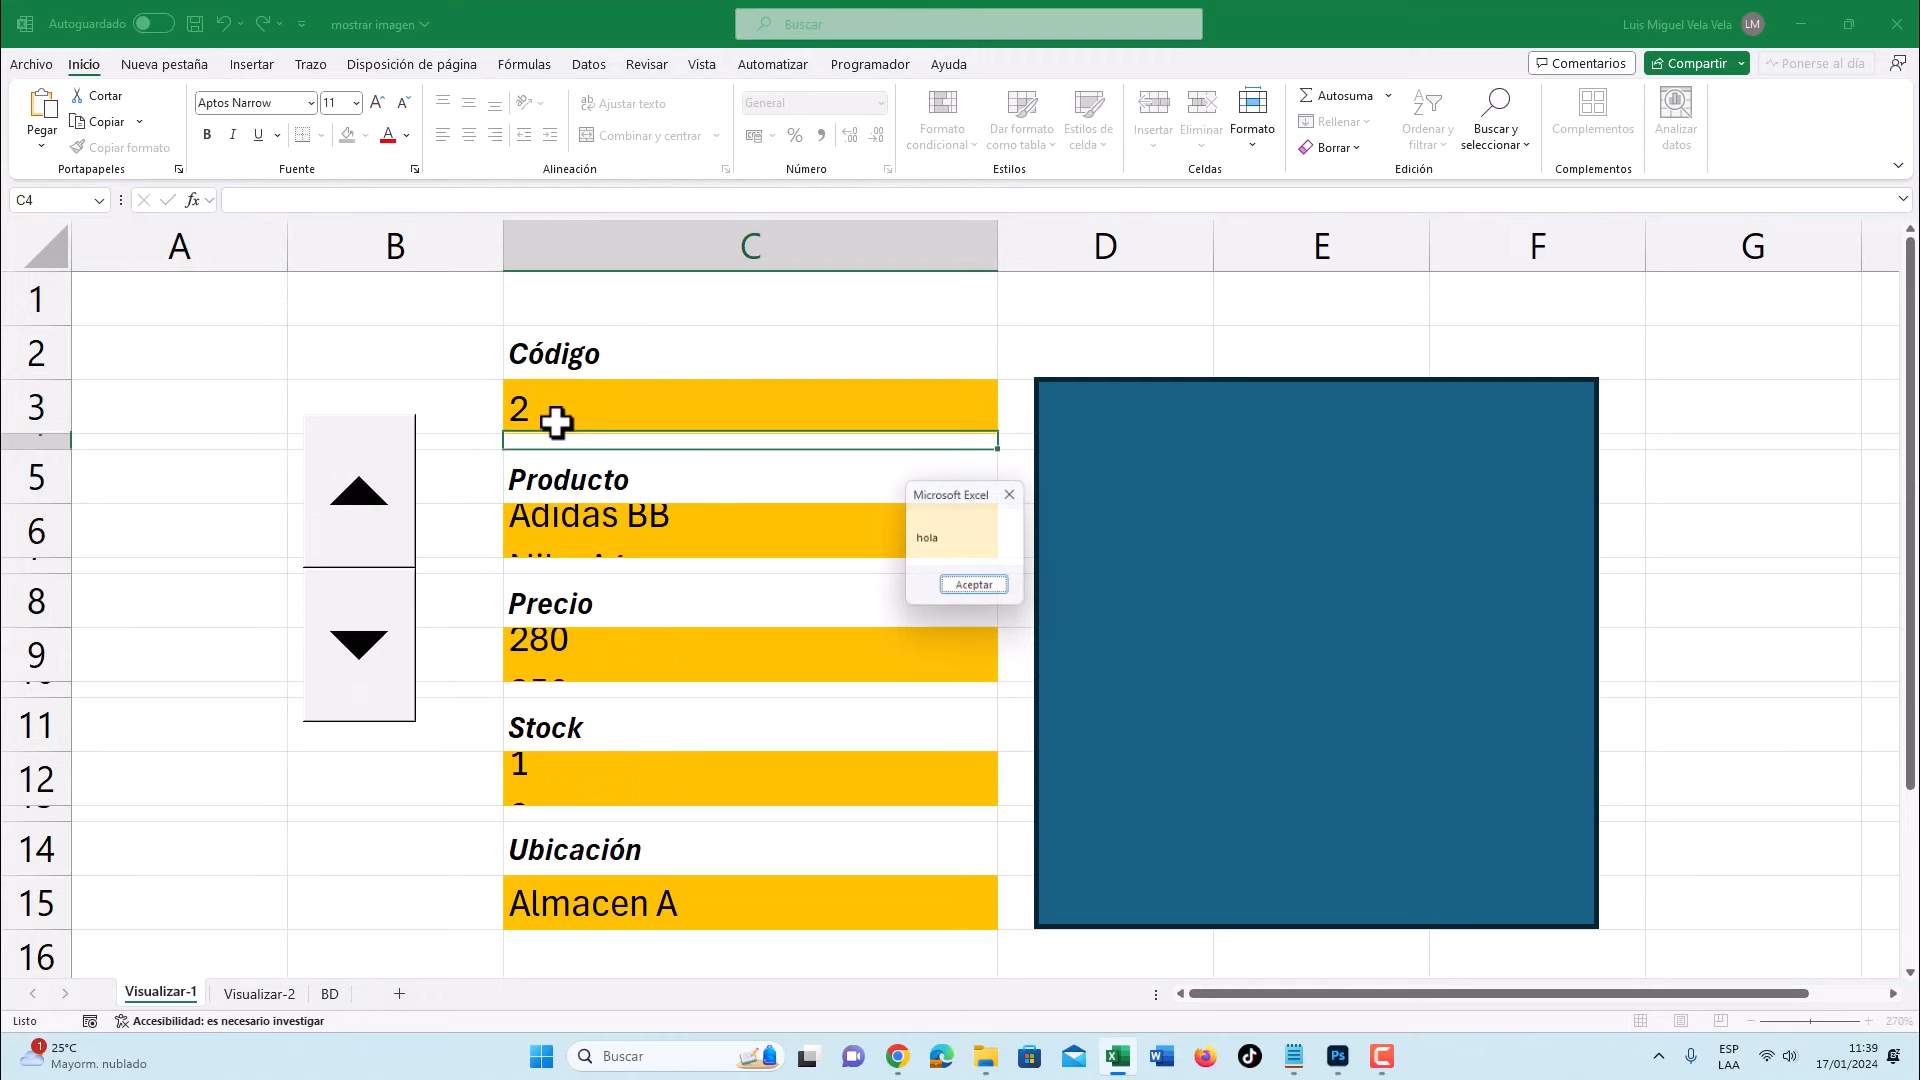 Autoguardado
mostrar imagen
Buscar
Luis Miguel Vela Vela
LM
Archivo
Inicio
Nueva pestaña
Insertar
Trazo
Disposición de página
Fórmulas
Datos
Revisar
Vista
Automatizar
Programador
Ayuda
Comentarios
Compartir
Ponerse al día
Pegar
Cortar
Copiar
Copiar formato
Portapapeles
Aptos Narrow
11
N
K
S
Fuente
Ajustar texto
Combinar y centrar
Alineación
General
%
Número
Formato
condicional
Dar formato
como tabla
Estilos de
celda
Estilos
Insertar
Eliminar
Formato
Celdas
Autosuma
Rellenar
Borrar
Ordenar y
filtrar
Buscar y
seleccionar
Edición
Complementos
Complementos
Analizar
datos
C4
fx
A
B
C
D
E
F
G
1
2
Código
3
2
5
Producto
6
Adidas BB
8
Precio
9
280
11
Stock
12
1
14
Ubicación
15
Almacen A
16
Microsoft Excel
hola
Aceptar
Visualizar-1
Visualizar-2
BD
Listo
Accesibilidad: es necesario investigar
270%
1
25°C
Mayorm. nublado
Buscar
ESP
LAA
11:39
17/01/2024